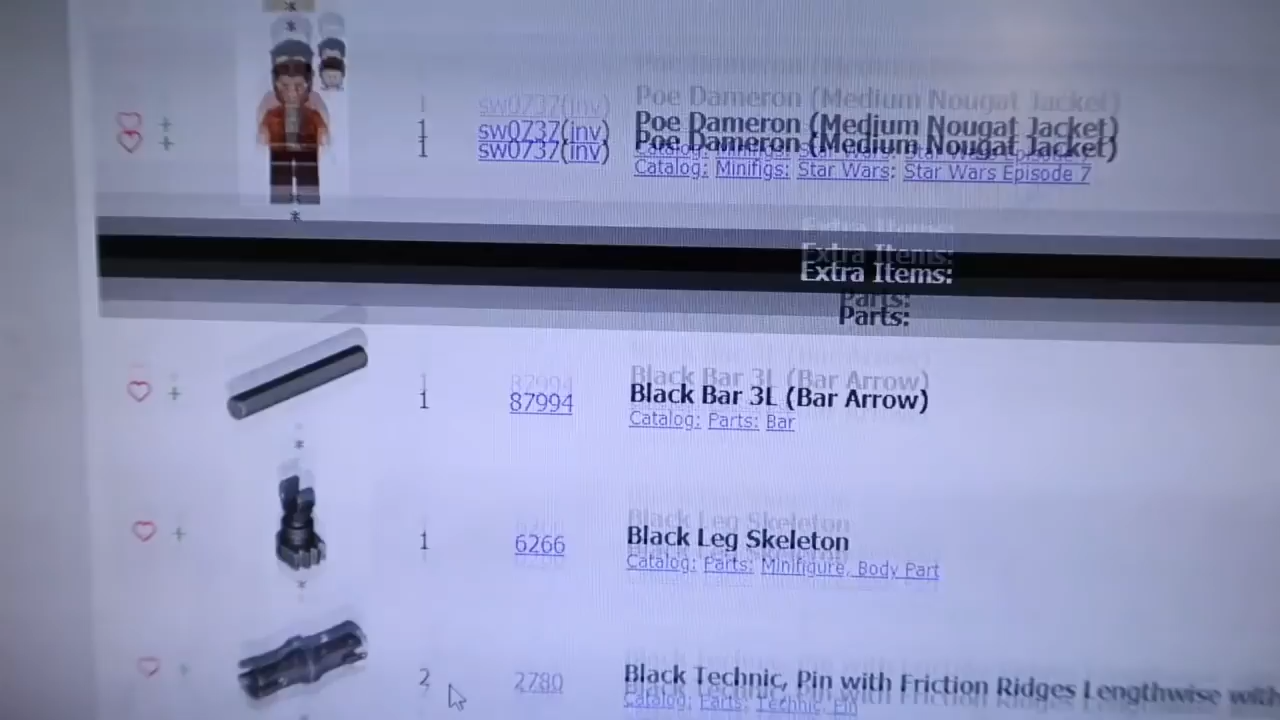 1 sw0737(inv) Poe Dameron (Medium Nougat Jacket)
Catalog: Minifigs: Star Wars: Star Wars Episode 7
Extra Items:
Parts:
1 87994 Black Bar 3L (Bar Arrow)
Catalog: Parts: Bar
1 6266 Black Leg Skeleton
Catalog: Parts: Minifigure, Body Part
2 2780 Black Technic, Pin with Friction Ridges Lengthwise with
Catalog: Parts: Technic, Pin